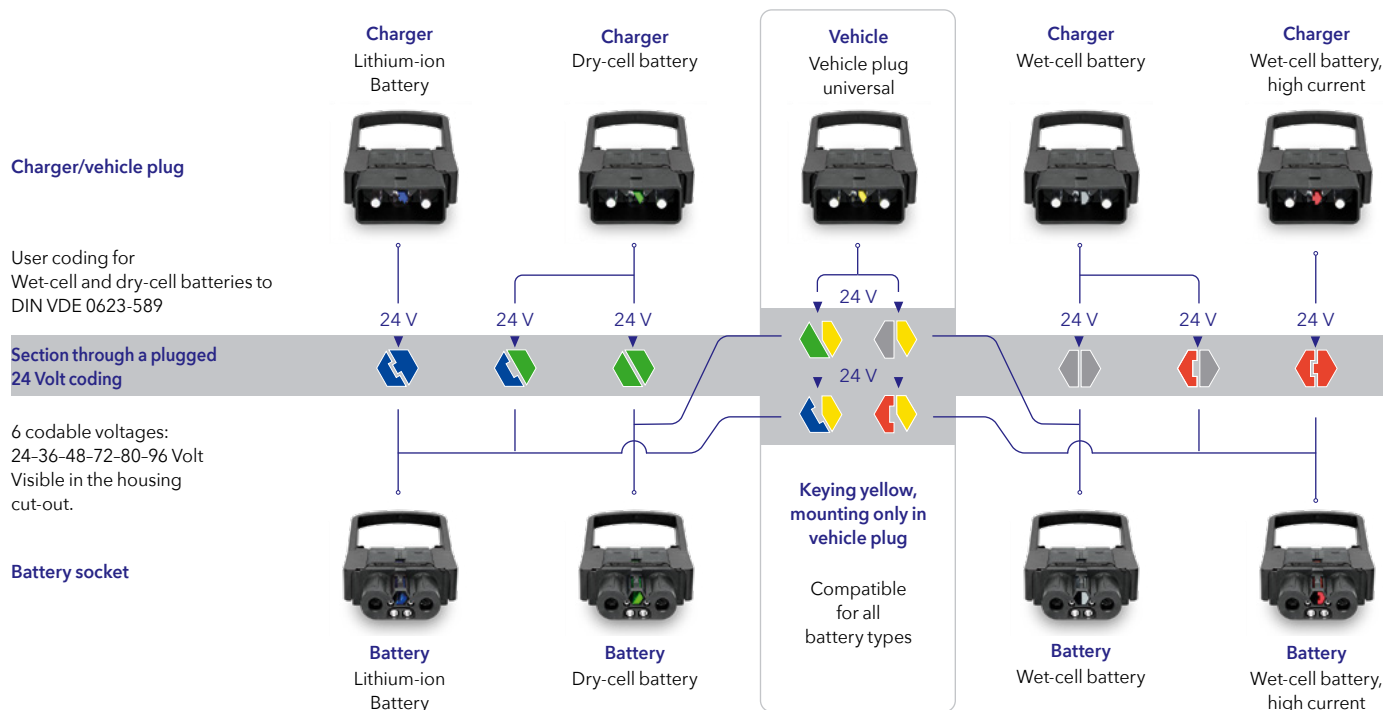 Charger
Lithium-ion
Battery
Charger
Dry-cell battery
Vehicle
Vehicle plug
universal
Charger
Wet-cell battery
Charger
Wet-cell battery,
high current
Charger/vehicle plug
User coding for
Wet-cell and dry-cell batteries to
DIN VDE 0623-589
24 V
24 V
24 V
24 V
24 V
24 V
24 V
24 V
Section through a plugged
24 Volt coding
6 codable voltages:
24–36–48–72–80–96 Volt
Visible in the housing
cut-out.
Keying yellow,
mounting only in
vehicle plug
Compatible
for all
battery types
Battery socket
Battery
Lithium-ion
Battery
Battery
Dry-cell battery
Battery
Wet-cell battery
Battery
Wet-cell battery,
high current